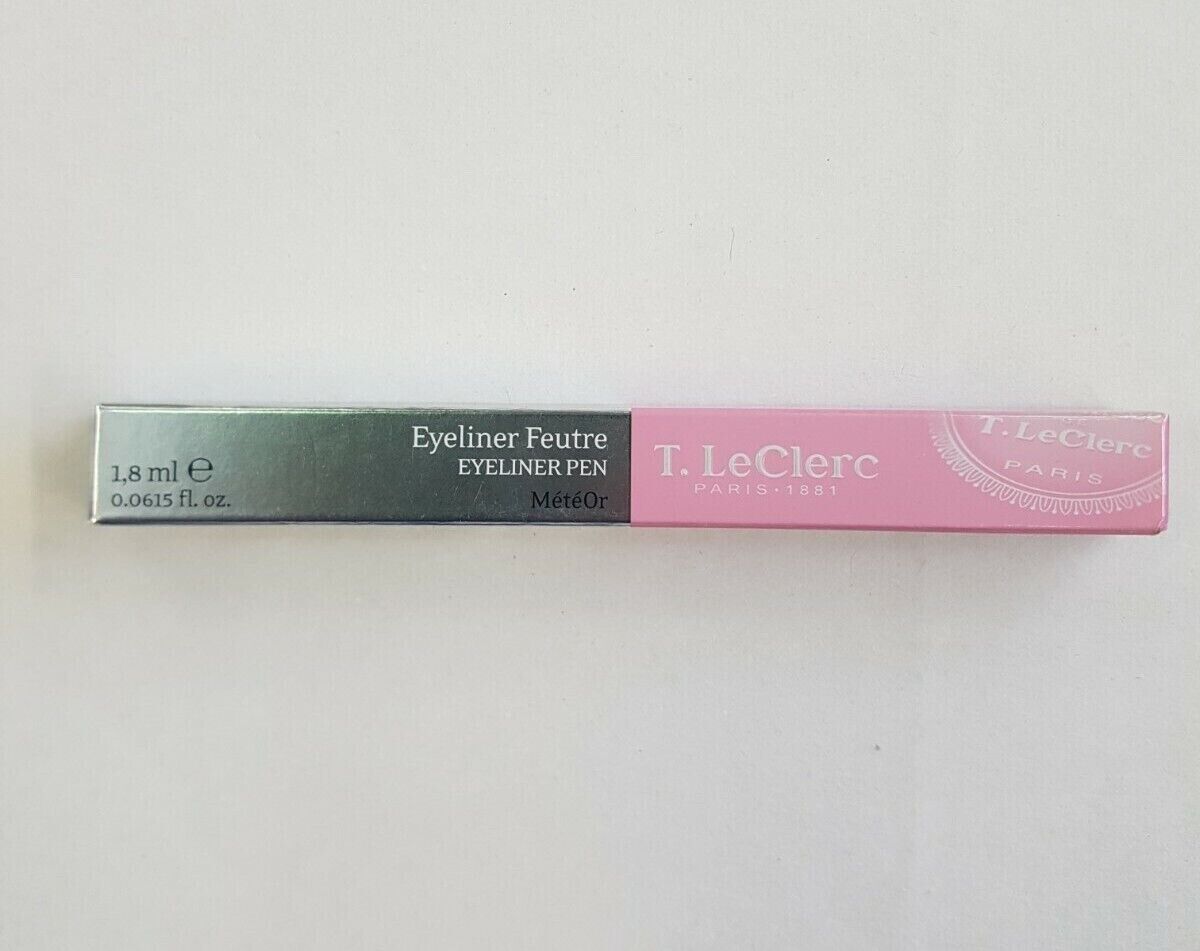 1,8 ml ℮
0.0615 fl. oz.
Eyeliner Feutre
EYELINER PEN
MétéOr
T. LeClerc
PARIS·1881
T. LeClerc
PARIS